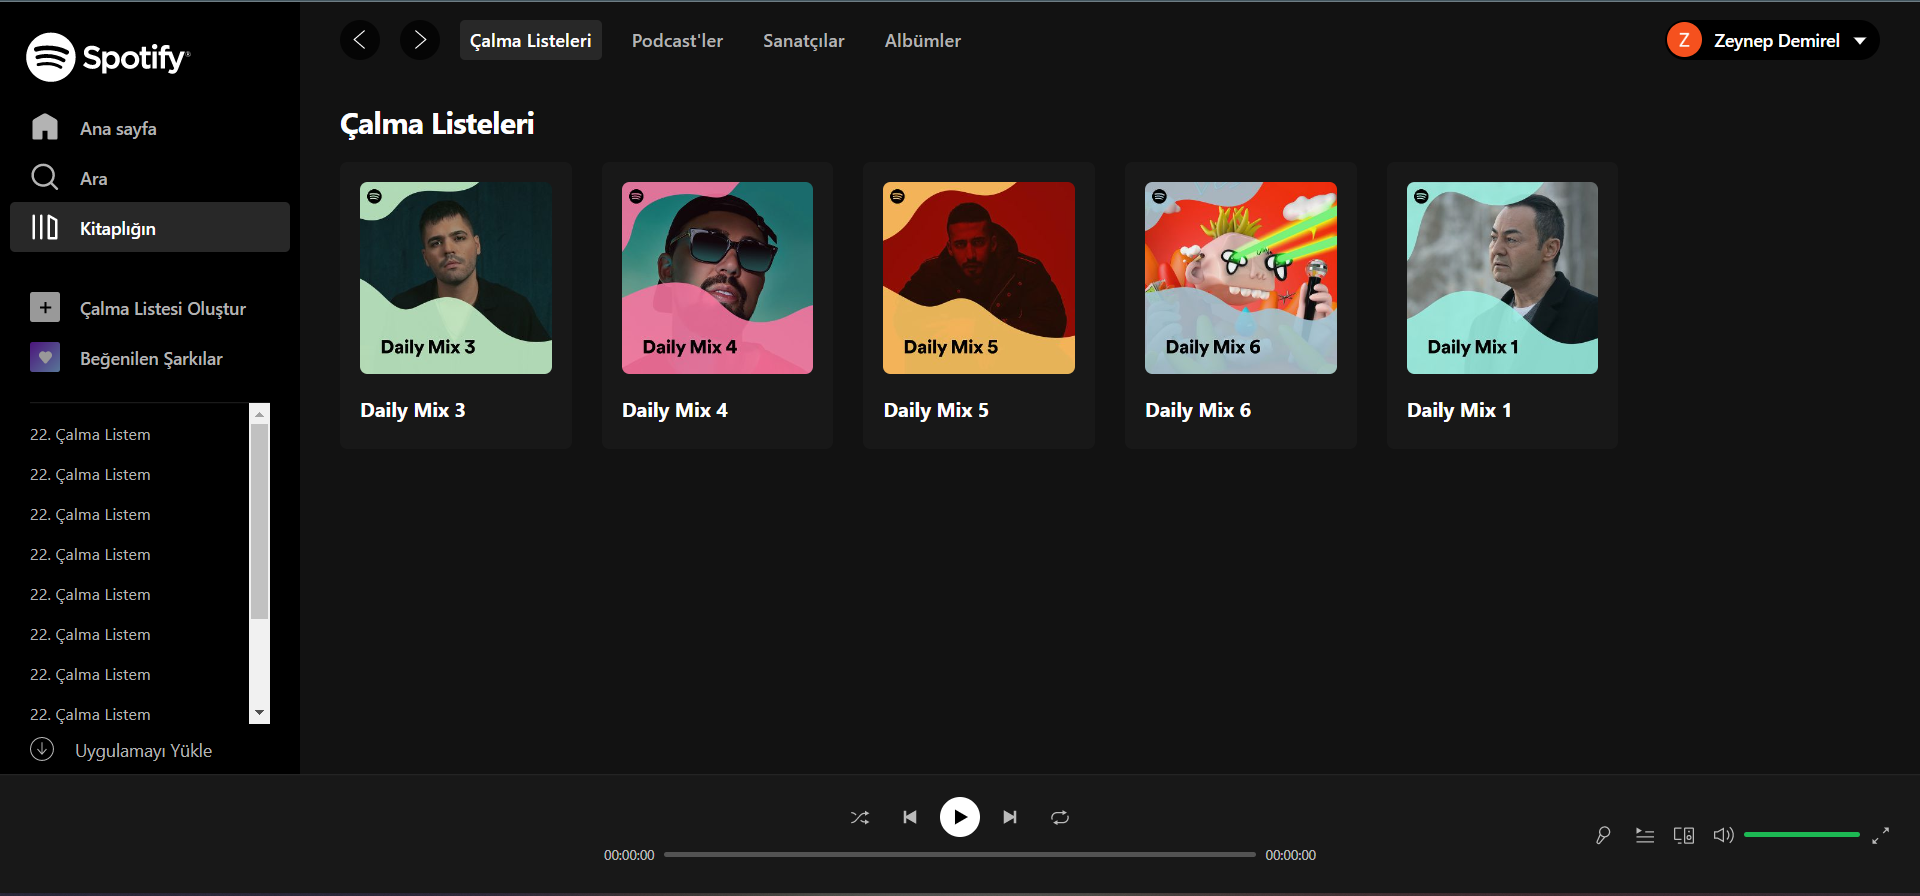 Spotify®
Ana sayfa
Ara
Kitaplığın
Çalma Listesi Oluştur
Beğenilen Şarkılar
22. Çalma Listem
22. Çalma Listem
22. Çalma Listem
22. Çalma Listem
22. Çalma Listem
22. Çalma Listem
22. Çalma Listem
22. Çalma Listem
Uygulamayı Yükle
Çalma Listeleri
Podcast'ler
Sanatçılar
Albümler
Z
Zeynep Demirel
Çalma Listeleri
Daily Mix 3
Daily Mix 3
Daily Mix 4
Daily Mix 4
Daily Mix 5
Daily Mix 5
Daily Mix 6
Daily Mix 6
Daily Mix 1
Daily Mix 1
00:00:00
00:00:00